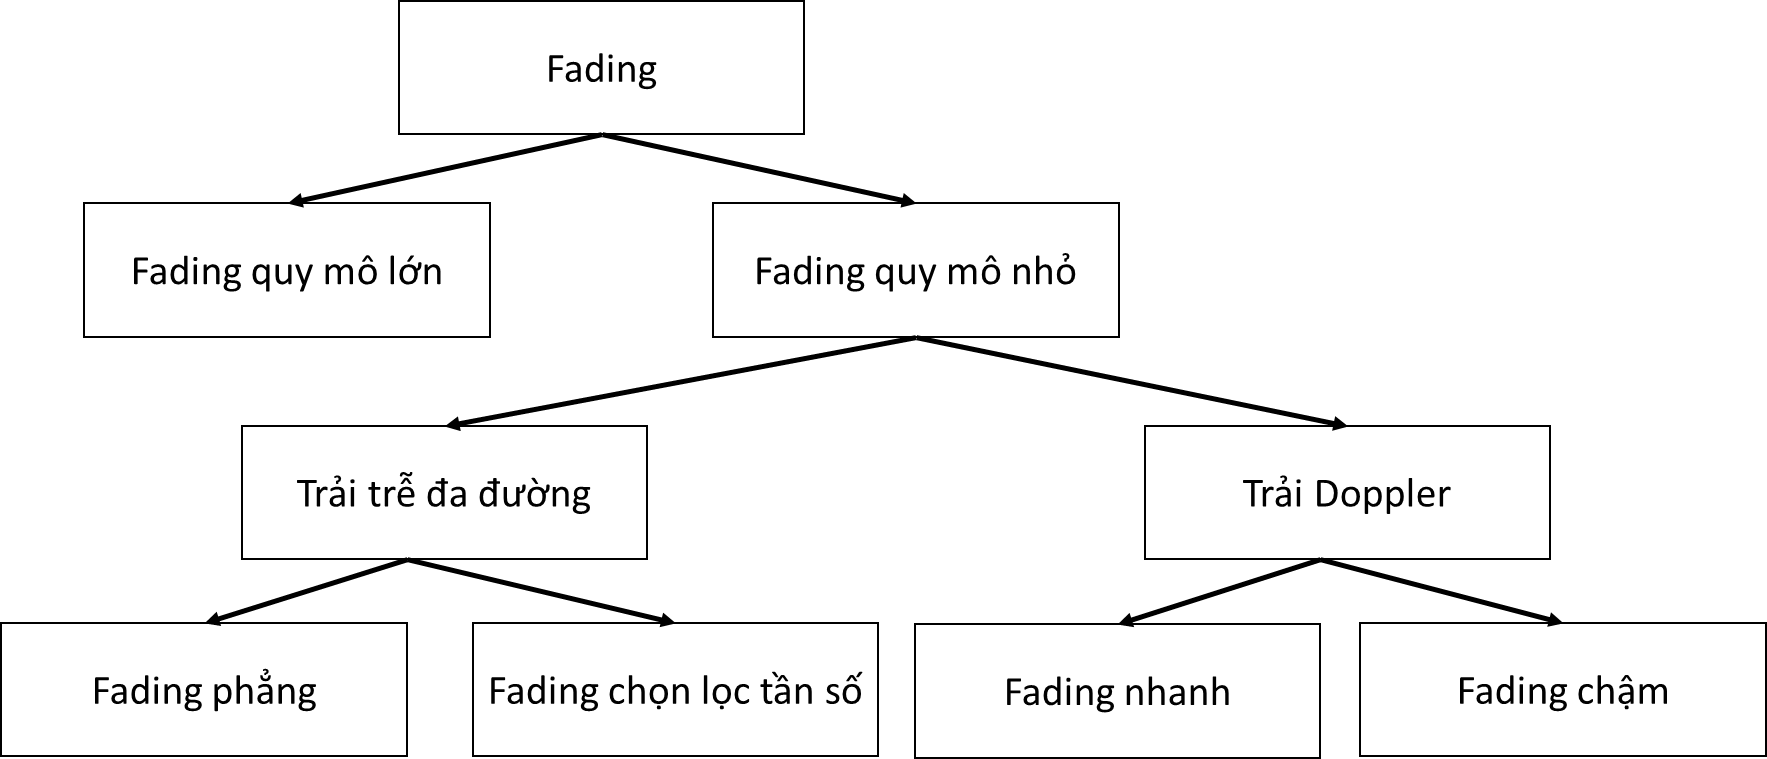 Fading
Fading quy mô lớn
Fading quy mô nhỏ
Trải trễ đa đường
Trải Doppler
Fading phẳng
Fading chọn lọc tần số
Fading nhanh
Fading chậm